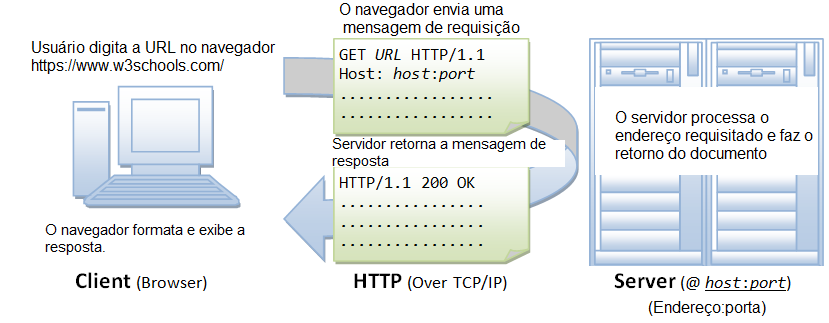 Usuário digita a URL no navegador
https://www.w3schools.com/
O navegador formata e exibe a
resposta.
Client (Browser)
O navegador envia uma
mensagem de requisição
GET URL HTTP/1.1
Host: host:port
.................
.................
Servidor retorna a mensagem de
resposta
HTTP/1.1 200 OK
................
................
................
HTTP (Over TCP/IP)
O servidor processa o
endereço requisitado e faz o
retorno do documento
Server (@ host:port)
(Endereço:porta)